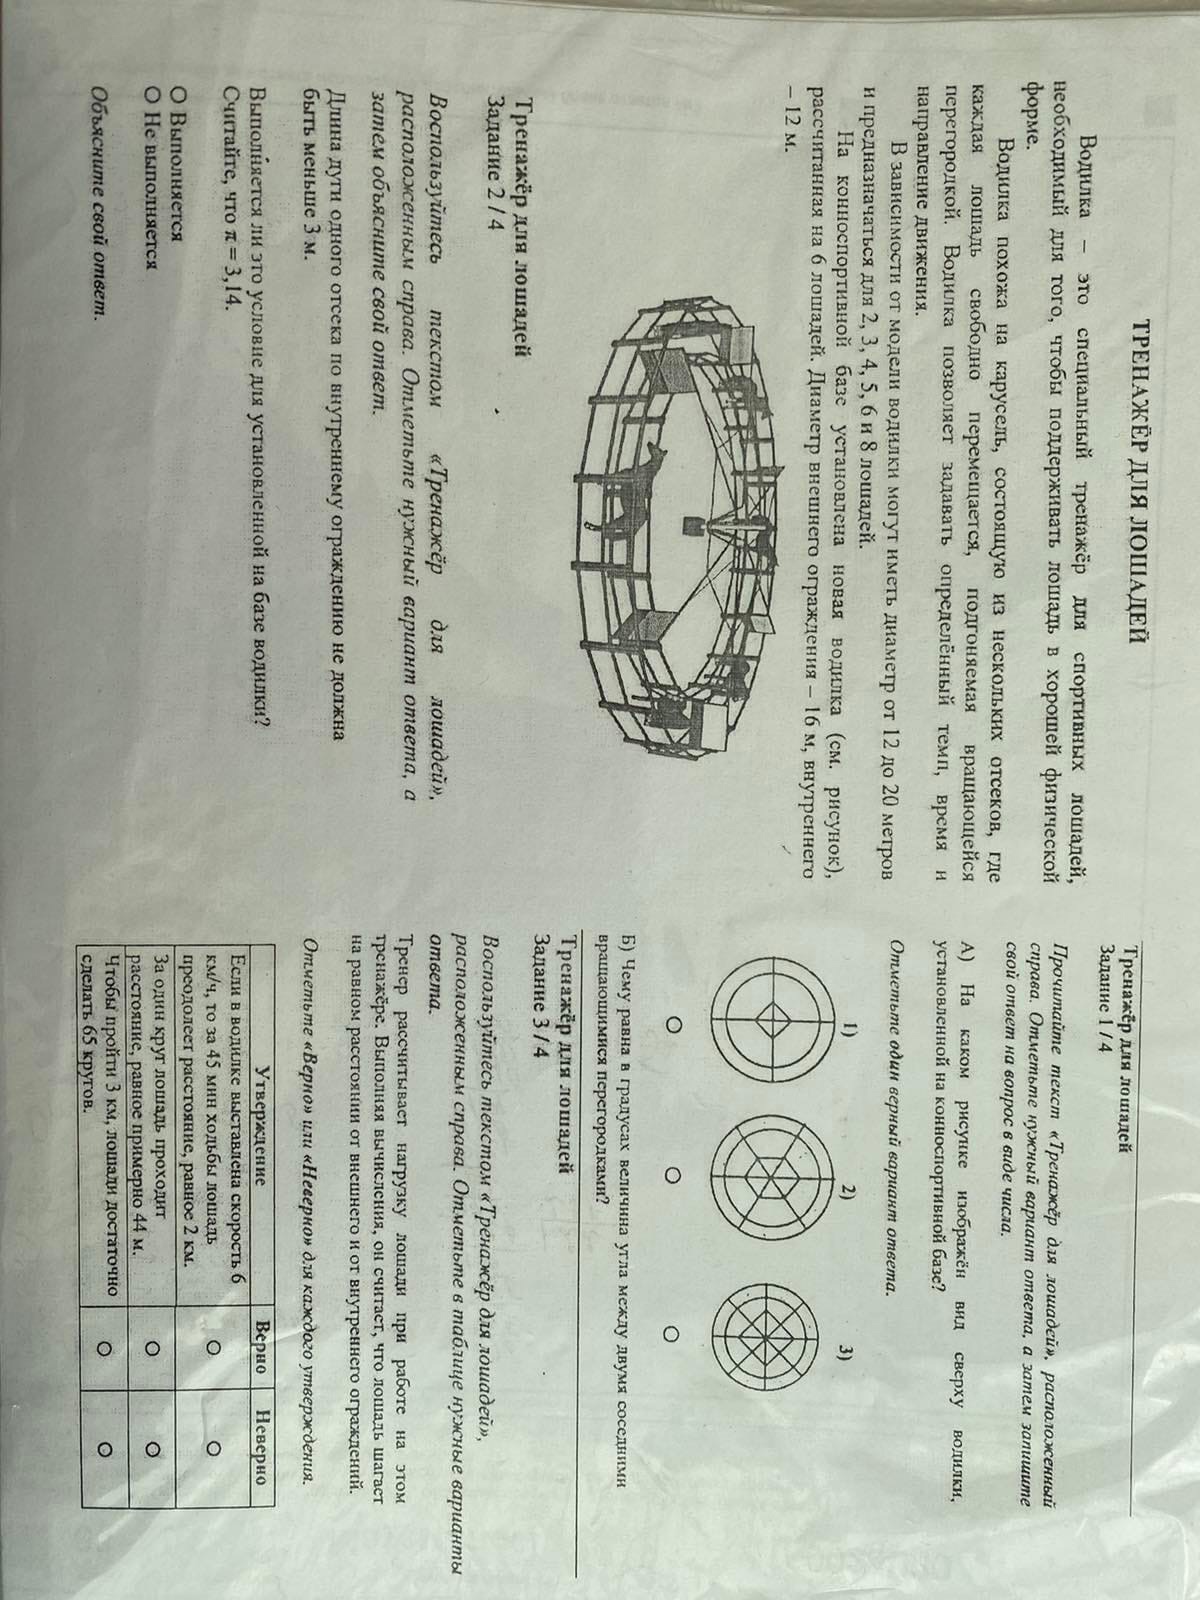 ТРЕНАЖЁР ДЛЯ ЛОШАДЕЙ
Водилка – это специальный тренажёр для спортивных лошадей,
необходимый для того, чтобы поддерживать лошадь в хорошей физической
форме.
Водилка похожа на карусель, состоящую из нескольких отсеков, где
каждая лошадь свободно перемещается, подгоняемая вращающейся
перегородкой. Водилка позволяет задавать определённый темп, время и
направление движения.
В зависимости от модели водилки могут иметь диаметр от 12 до 20 метров
и предназначаться для 2, 3, 4, 5, 6 и 8 лошадей.
На конноспортивной базе установлена новая водилка (см. рисунок),
рассчитанная на 6 лошадей. Диаметр внешнего ограждения – 16 м, внутреннего
– 12 м.
Тренажёр для лошадей
Задание 2 / 4
Воспользуйтесь текстом «Тренажёр для лошадей»,
расположенным справа. Отметьте нужный вариант ответа, а
затем объясните свой ответ.
Длина дуги одного отсека по внутреннему ограждению не должна
быть меньше 3 м.
Выполняется ли это условие для установленной на базе водилки?
Считайте, что π = 3,14.
О Выполняется
О Не выполняется
Объясните свой ответ.
Тренажёр для лошадей
Задание 1 / 4
Прочитайте текст «Тренажёр для лошадей», расположенный
справа. Отметьте нужный вариант ответа, а затем запишите
свой ответ на вопрос в виде числа.
А) На каком рисунке изображён вид сверху водилки,
установленной на конноспортивной базе?
Отметьте один верный вариант ответа.
1) 2) 3)
Б) Чему равна в градусах величина угла между двумя соседними
вращающимися перегородками?
Тренажёр для лошадей
Задание 3 / 4
Воспользуйтесь текстом «Тренажёр для лошадей»,
расположенным справа. Отметьте в таблице нужные варианты
ответа.
Тренер рассчитывает нагрузку лошади при работе на этом
тренажёре. Выполняя вычисления, он считает, что лошадь шагает
на равном расстоянии от внешнего и от внутреннего ограждений.
Отметьте «Верно» или «Неверно» для каждого утверждения.
Утверждение Верно Неверно
Если в водилке выставлена скорость 6
км/ч, то за 45 мин ходьбы лошадь
преодолеет расстояние, равное 2 км.
За один круг лошадь проходит
расстояние, равное примерно 44 м.
Чтобы пройти 3 км, лошади достаточно
сделать 65 кругов.